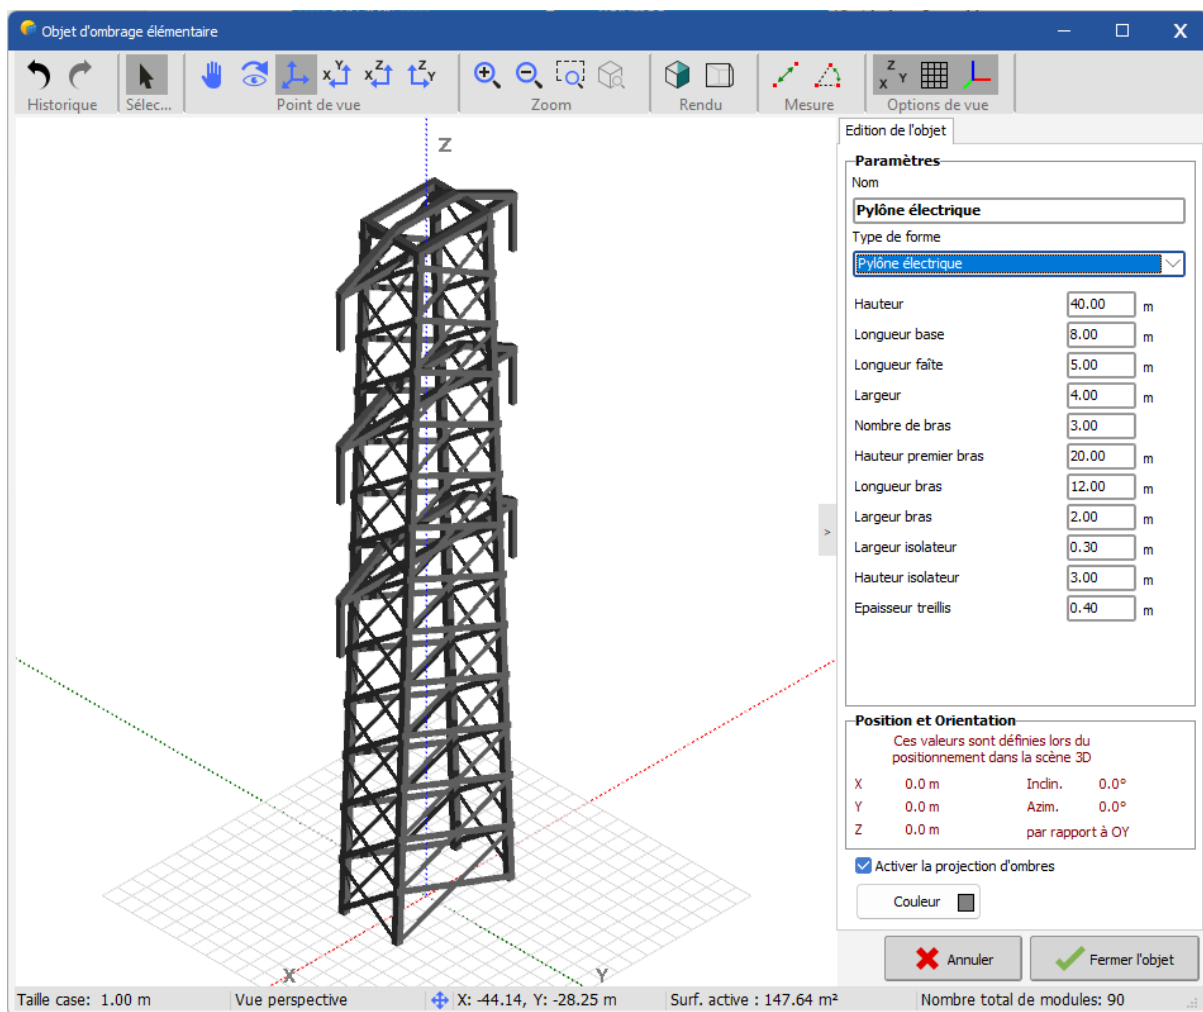 Objet d'ombrage élémentaire
X
Y
X
Z
X
Z
Y
Z
X
Y
Historique
Sélec...
Point de vue
Zoom
Rendu
Mesure
Options de vue
Z
Edition de l'objet
Paramètres
Nom
Pylône électrique
Type de forme
Pylône électrique
Hauteur 40.00 m
Longueur base 8.00 m
Longueur faîte 5.00 m
Largeur 4.00 m
Nombre de bras 3.00
Hauteur premier bras 20.00 m
Longueur bras 12.00 m
Largeur bras 2.00 m
>
Largeur isolateur 0.30 m
Hauteur isolateur 3.00 m
Epaisseur treillis 0.40 m
Position et Orientation
Ces valeurs sont définies lors du
positionnement dans la scène 3D
X 0.0 m Inclin. 0.0°
Y 0.0 m Azim. 0.0°
Z 0.0 m par rapport à OY
Activer la projection d'ombres
Couleur
X
Y
Annuler
Fermer l'objet
Taille case: 1.00 m Vue perspective X: -44.14, Y: -28.25 m Surf. active : 147.64 m² Nombre total de modules: 90